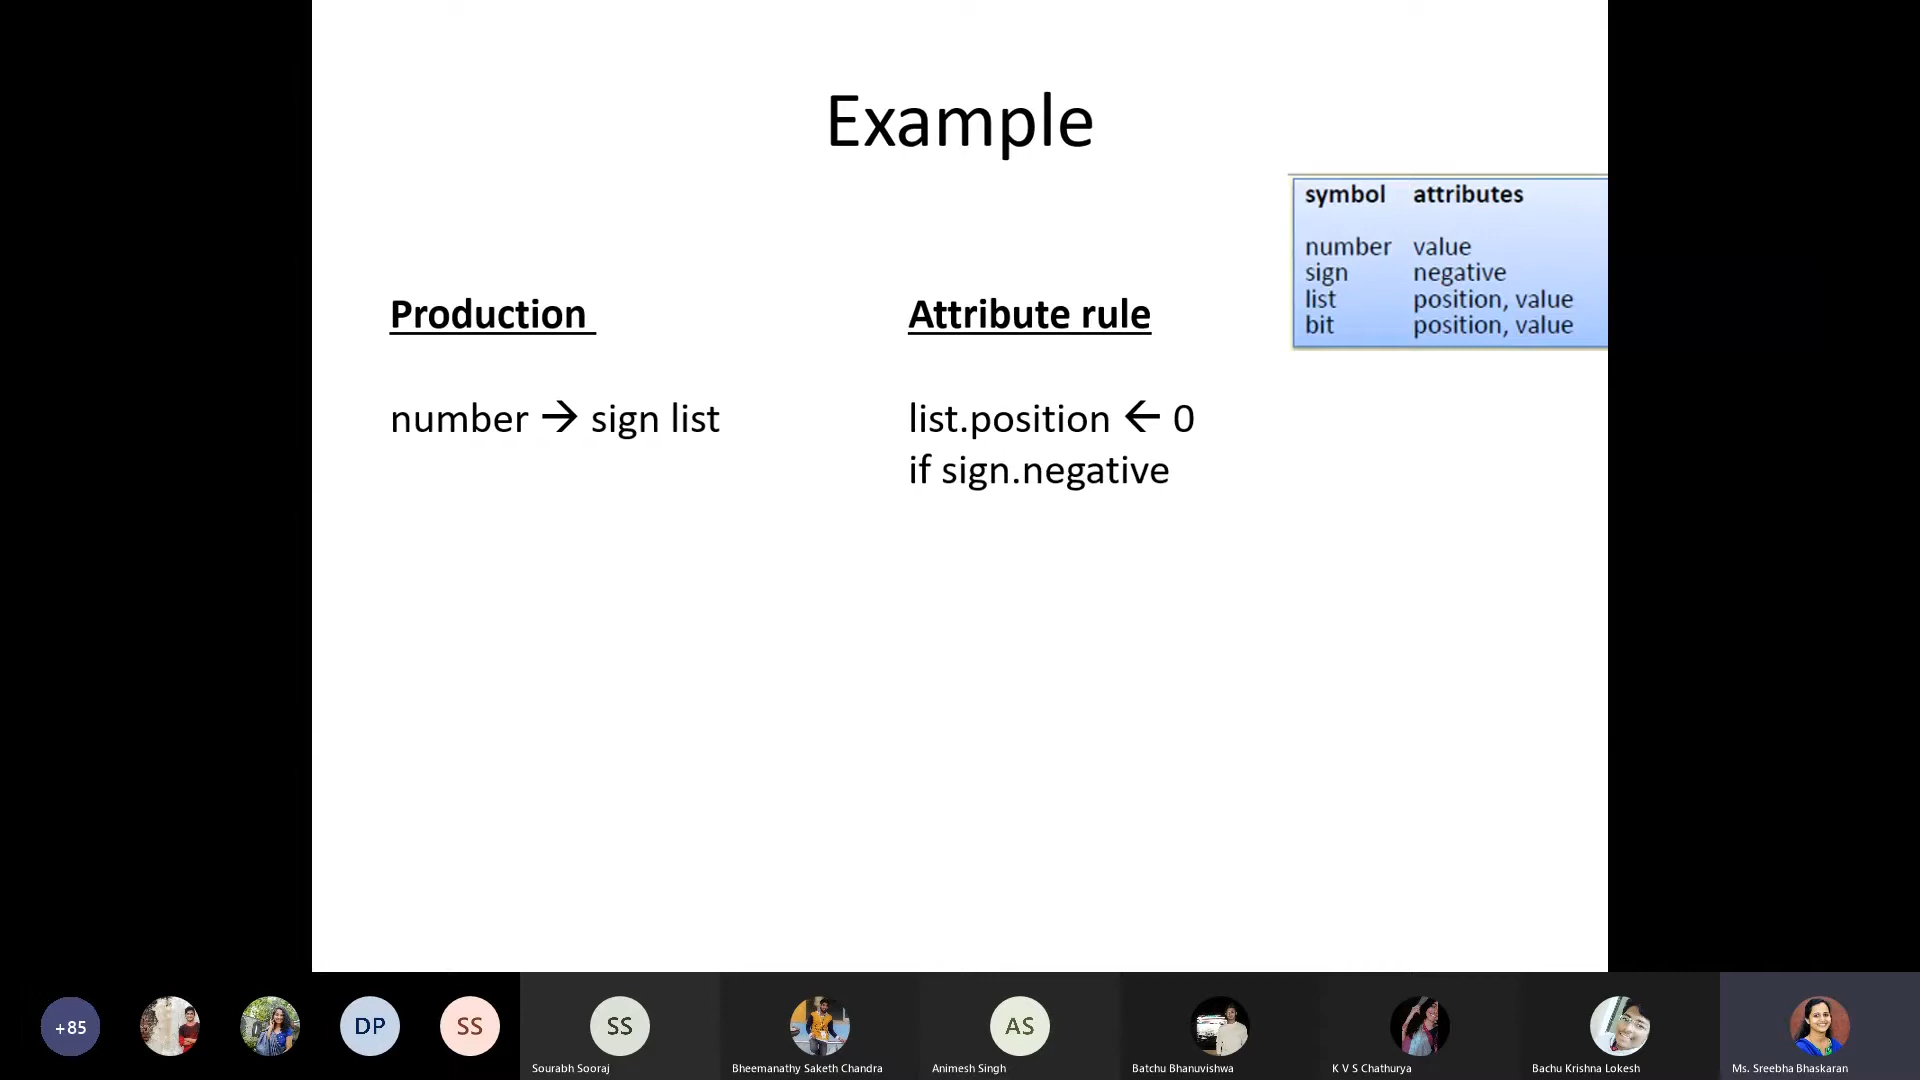 Example
symbol attributes
number value
sign negative
list position, value
bit position, value
Production Attribute rule
number → sign list list.position ← 0
if sign.negative
+85
DP
SS
SS
AS
Sourabh Sooraj
Bheemanathy Saketh Chandra
Animesh Singh
Batchu Bhanuvishwa
K V S Chathurya
Bachu Krishna Lokesh
Ms. Sreebha Bhaskaran